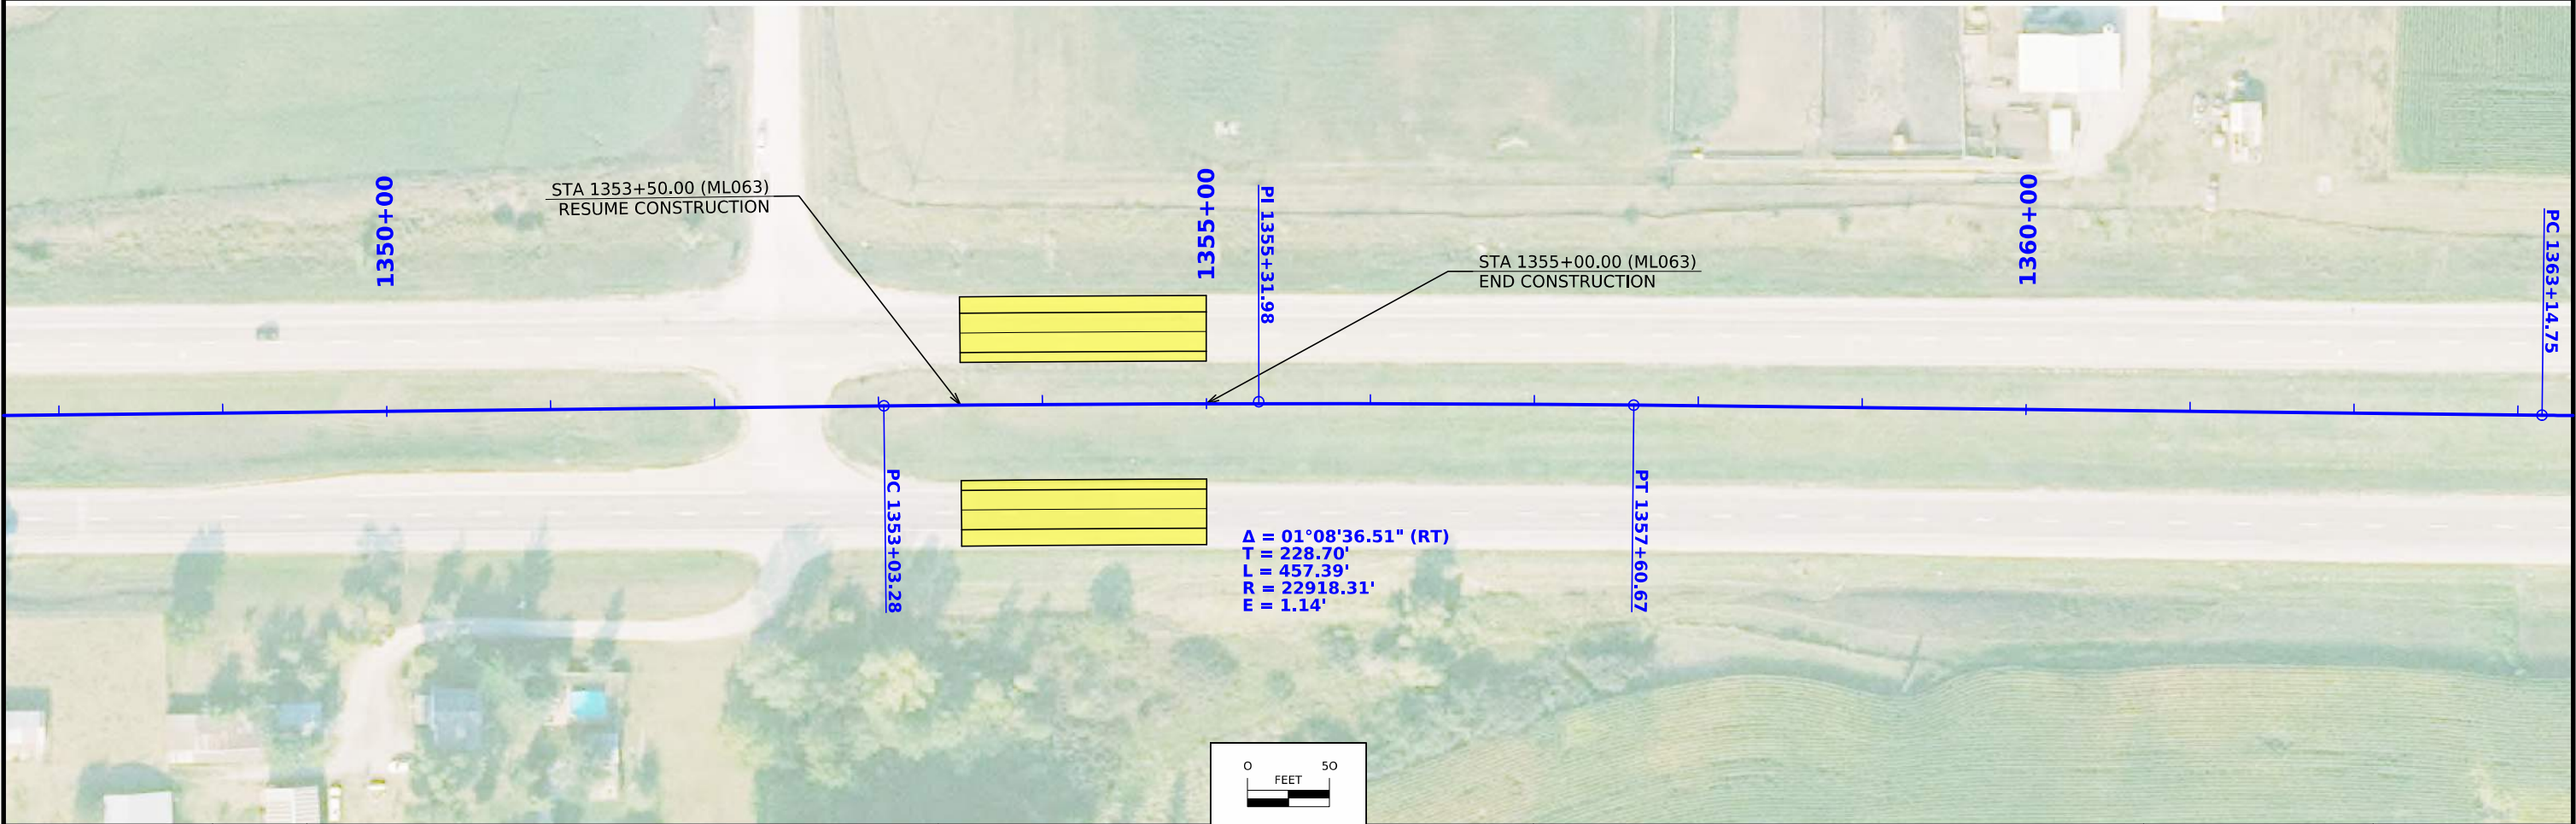 STA 1353+50.00 (ML063)
RESUME CONSTRUCTION
1350+00
1355+00
PI 1355+31.98
STA 1355+00.00 (ML063)
END CONSTRUCTION
1360+00
PC 1363+14.75
PC 1353+03.28
Δ = 01°08'36.51" (RT)
T = 228.70'
L = 457.39'
R = 22918.31'
E = 1.14'
PT 1357+60.67
0 50
FEET